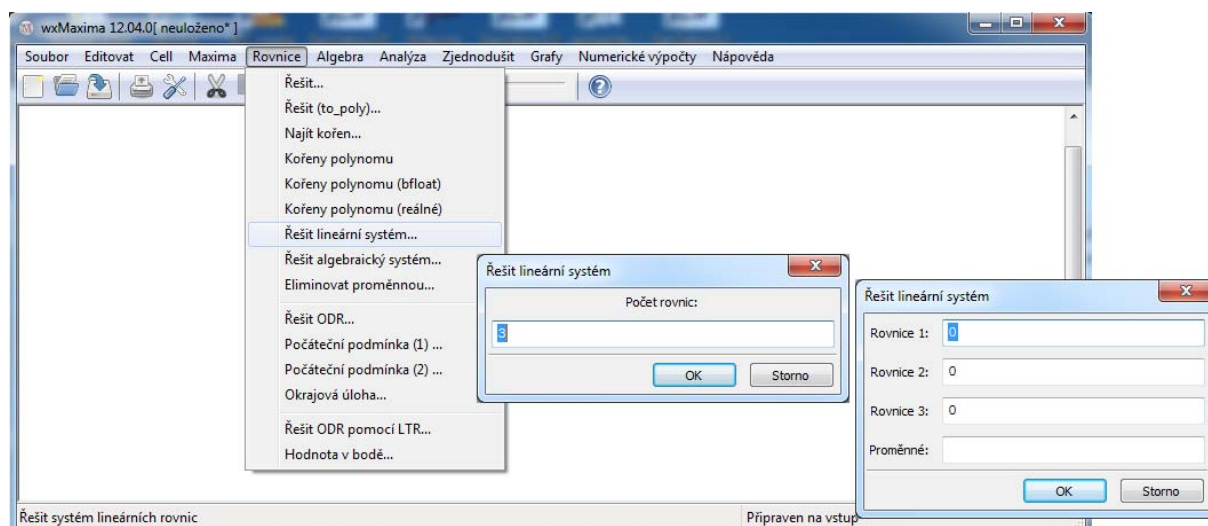 wxMaxima 12.04.0[ neuloženo* ]
Soubor Editovat Cell Maxima Rovnice Algebra Analýza Zjednodušit Grafy Numerické výpočty Nápověda
Řešit...
Řešit (to_poly)...
Najít kořen...
Kořeny polynomu
Kořeny polynomu (bfloat)
Kořeny polynomu (reálné)
Řešit lineární systém...
Řešit algebraický systém...
Eliminovat proměnnou...
Řešit ODR...
Počáteční podmínka (1) ...
Počáteční podmínka (2) ...
Okrajová úloha...
Řešit ODR pomocí LTR...
Hodnota v bodě...
Řešit lineární systém
Počet rovnic:
3
OK Storno
Řešit lineární systém
Rovnice 1: 0
Rovnice 2: 0
Rovnice 3: 0
Proměnné:
OK Storno
Řešit systém lineárních rovnic
Připraven na vstup